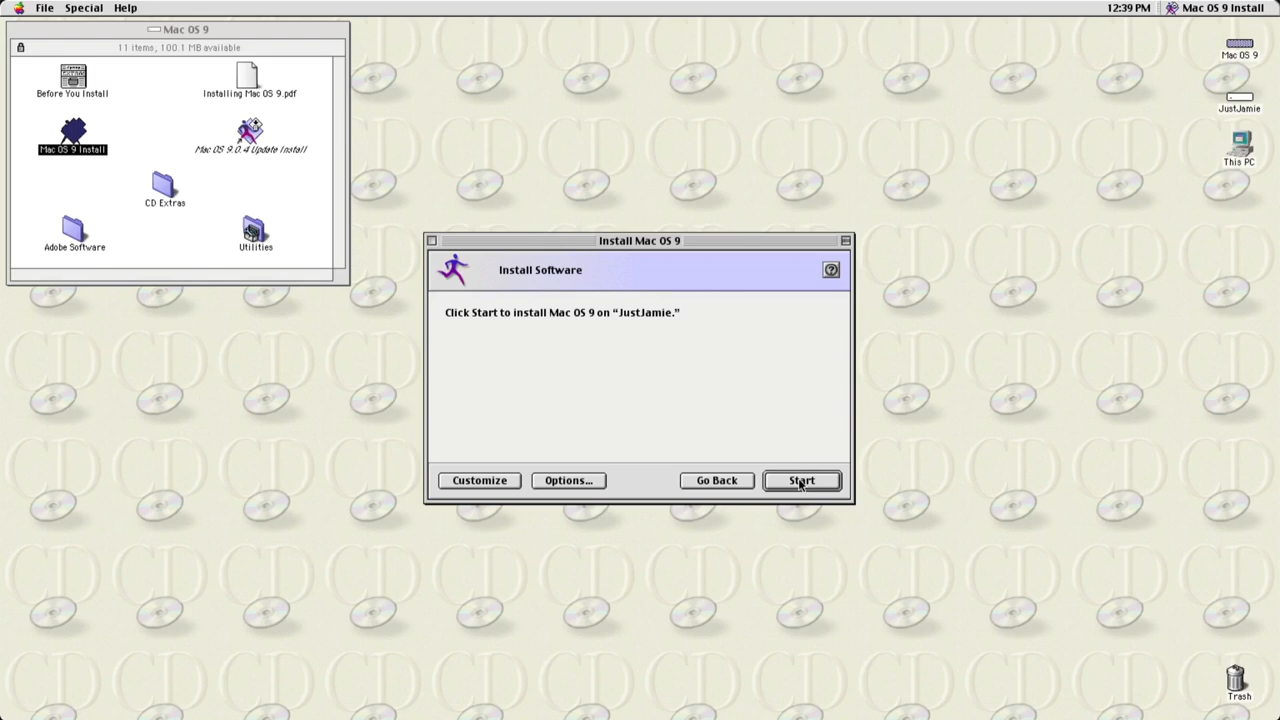 File Special Help 12:39 PM Mac OS 9 Install
Mac OS 9
11 items, 100.1 MB available
Before You Install
Installing Mac OS 9.pdf
Mac OS 9 Install
Mac OS 9.0.4 Update Install
CD Extras
Adobe Software
Utilities
Mac OS 9
JustJamie
This PC
Install Mac OS 9
Install Software
Click Start to install Mac OS 9 on “JustJamie.”
Customize Options... Go Back Start
Trash